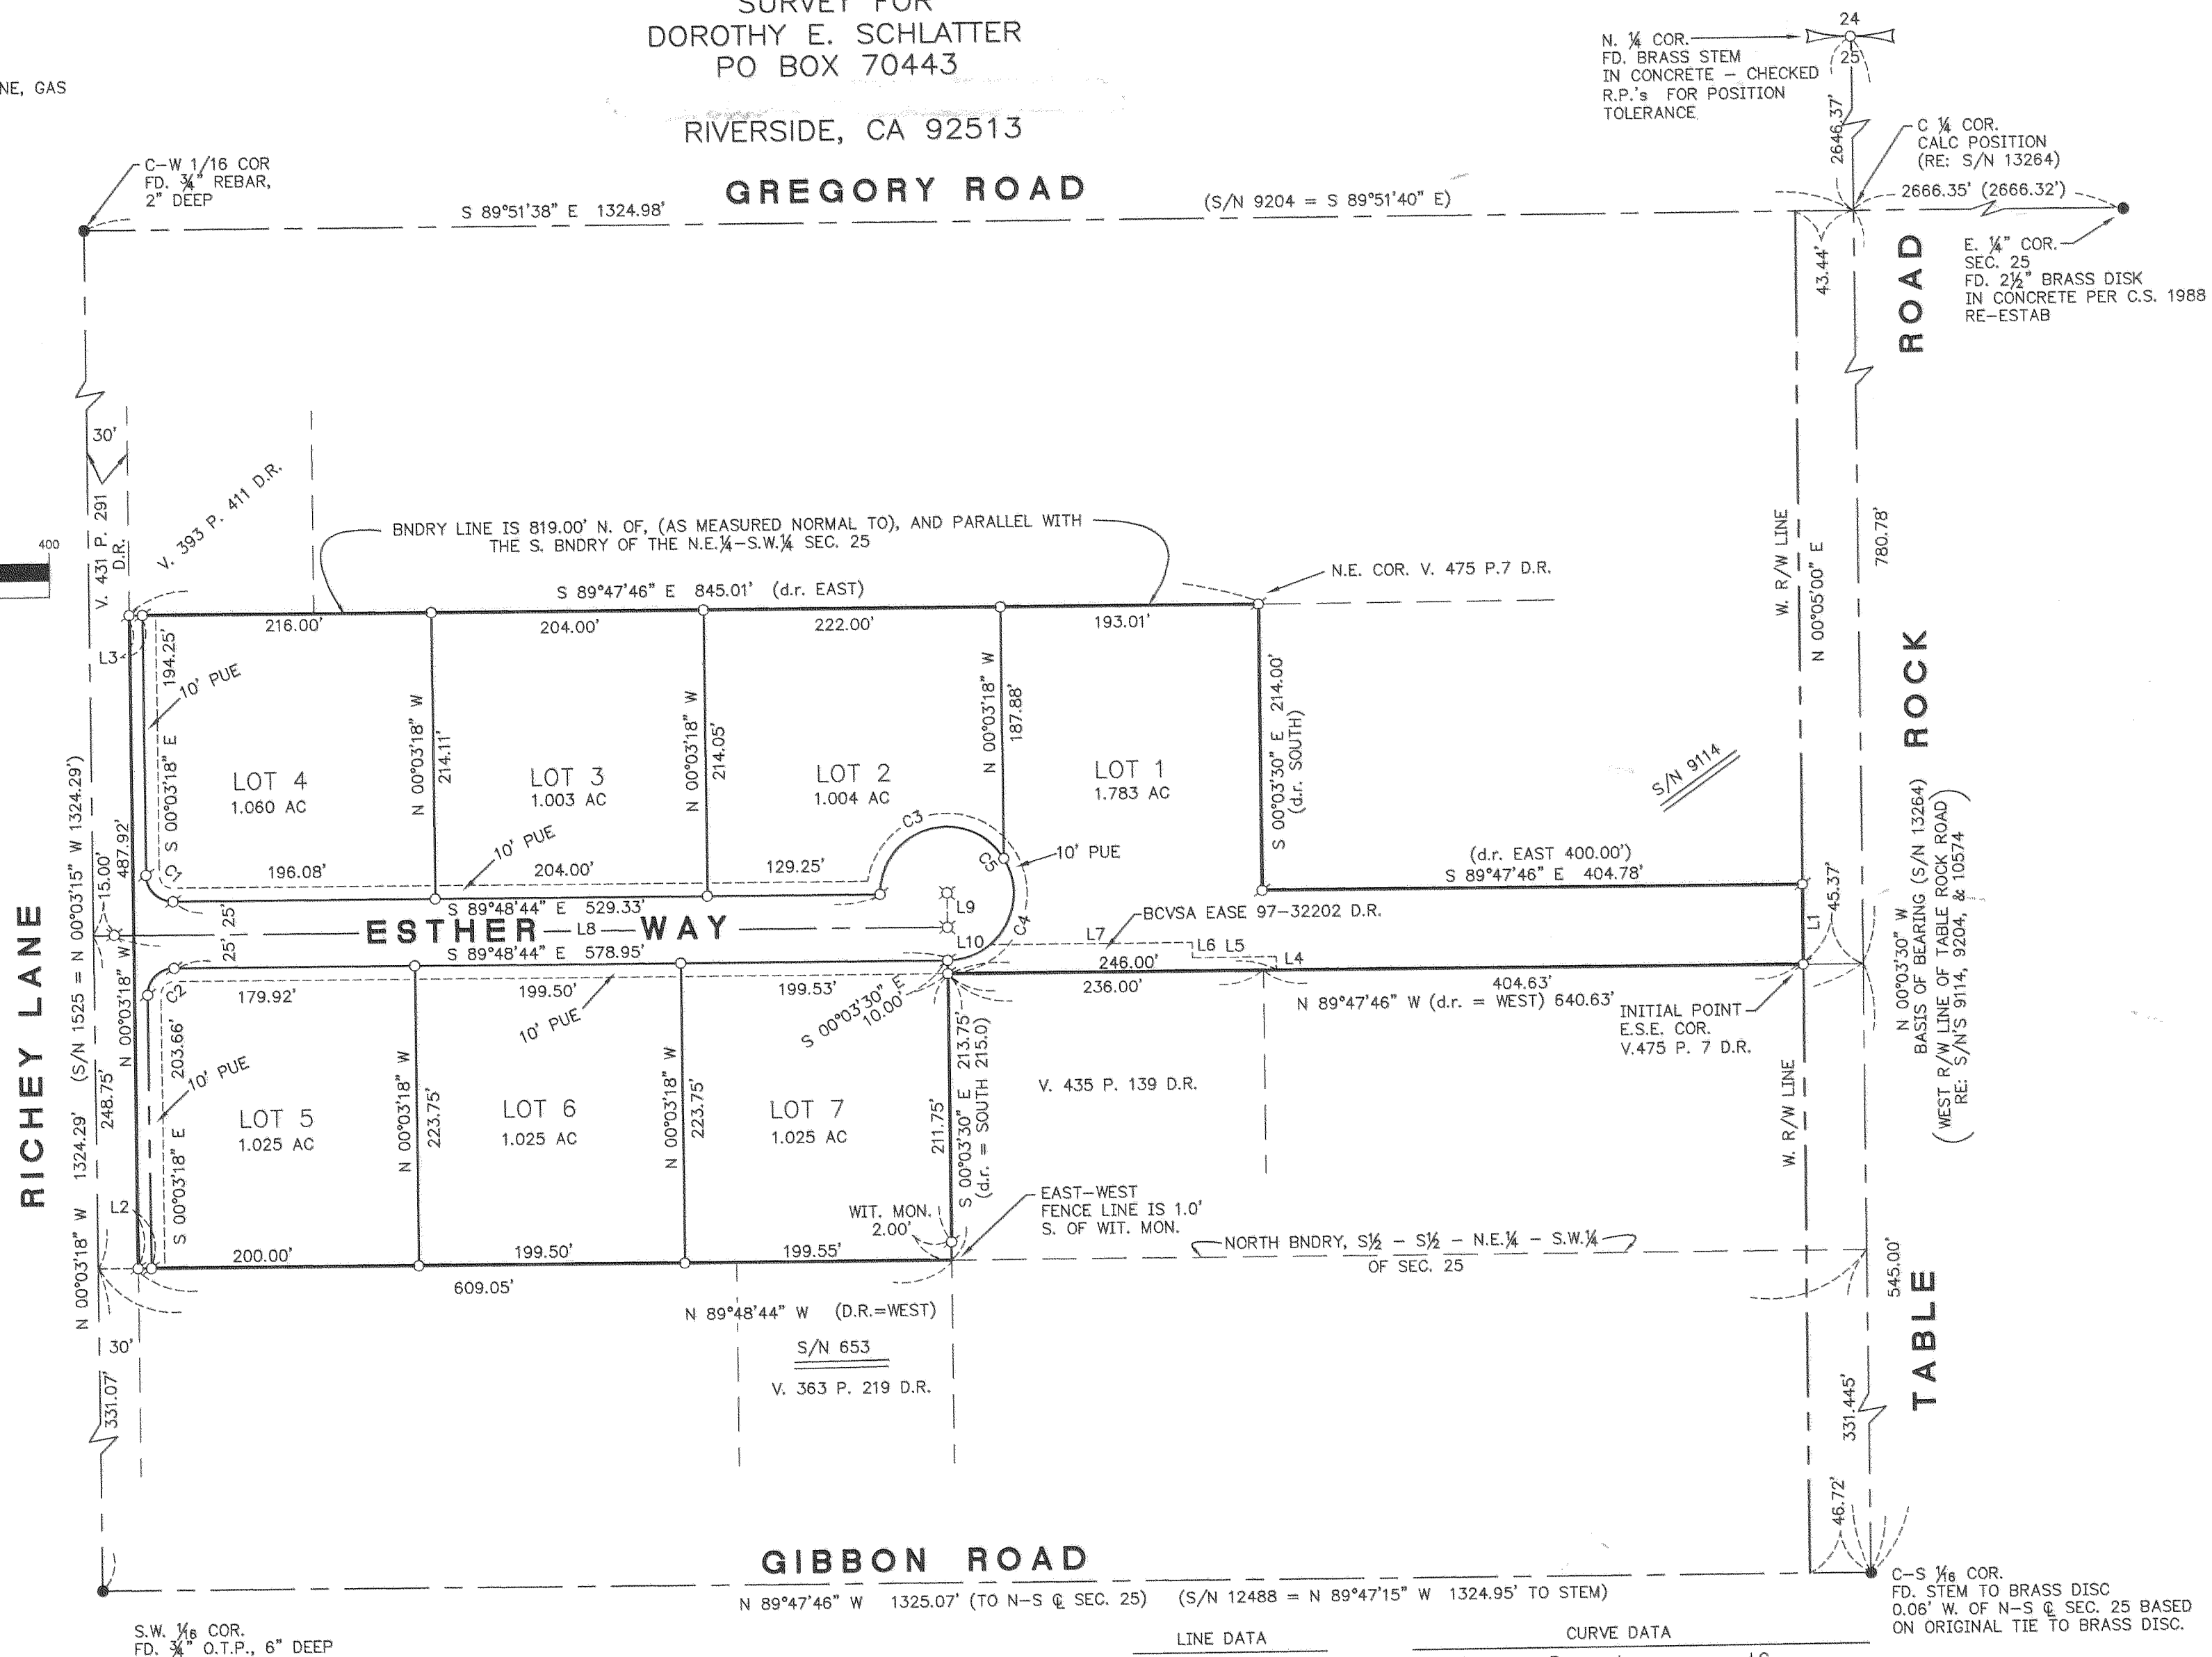 SURVEY FOR
DOROTHY E. SCHLATTER
PO BOX 70443
RIVERSIDE, CA 92513
NE, GAS
N. ¼ COR.
FD. BRASS STEM
IN CONCRETE – CHECKED
R.P.'s FOR POSITION
TOLERANCE
24
25
2646.37'
C ¼ COR.
CALC POSITION
(RE: S/N 13264)
2666.35' (2666.32')
E. ¼" COR.
SEC. 25
FD. 2½" BRASS DISK
IN CONCRETE PER C.S. 1988
RE-ESTAB
C-W 1/16 COR
FD. ¾" REBAR,
2" DEEP
GREGORY ROAD
S 89°51'38" E 1324.98'
(S/N 9204 = S 89°51'40" E)
43.44'
30'
V. 431 P. 291
D.R.
V. 393 P. 411 D.R.
400
BNDRY LINE IS 819.00' N. OF, (AS MEASURED NORMAL TO), AND PARALLEL WITH
THE S. BNDRY OF THE N.E.¼-S.W.¼ SEC. 25
S 89°47'46" E 845.01' (d.r. EAST)
N.E. COR. V. 475 P.7 D.R.
216.00'
204.00'
222.00'
193.01'
L3
194.25'
10' PUE
S 00°03'18" E
N 00°03'18" W
214.11'
N 00°03'18" W
214.05'
N 00°03'18" W
187.88'
S 00°03'30" E 214.00'
(d.r. SOUTH)
LOT 4
1.060 AC
LOT 3
1.003 AC
LOT 2
1.004 AC
LOT 1
1.783 AC
S/N 9114
W. R/W LINE
N 00°05'00" E
780.78'
TABLE ROCK ROAD
N 00°03'30" W
BASIS OF BEARING (S/N 13264)
(WEST R/W LINE OF TABLE ROCK ROAD
RE: S/N'S 9114, 9204, & 10574)
C1
196.08'
10' PUE
204.00'
129.25'
C3
C5
10' PUE
C4
(d.r. EAST 400.00')
S 89°47'46" E 404.78'
L1
45.37'
25' 25'
S 89°48'44" E 529.33'
ESTHER WAY
L8
L9
L10
BCVSA EASE 97-32202 D.R.
L7
L6 L5
L4
S 89°48'44" E 578.95'
246.00'
236.00'
404.63'
N 89°47'46" W (d.r. = WEST) 640.63'
INITIAL POINT
E.S.E. COR.
V.475 P. 7 D.R.
RICHEY LANE
N 00°03'18" W 1324.29' (S/N 1525 = N 00°03'15" W 1324.29')
15.00'
487.92'
N 00°03'18" W
248.75'
C2
179.92'
199.50'
10' PUE
199.53'
S 00°03'30" E
10.00'
203.66'
10' PUE
S 00°03'18" E
N 00°03'18" W
223.75'
N 00°03'18" W
223.75'
211.75'
S 00°03'30" E 213.75'
(d.r. = SOUTH 215.0)
LOT 5
1.025 AC
LOT 6
1.025 AC
LOT 7
1.025 AC
V. 435 P. 139 D.R.
W. R/W LINE
L2
WIT. MON.
2.00'
EAST-WEST
FENCE LINE IS 1.0'
S. OF WIT. MON.
200.00'
199.50'
199.55'
609.05'
NORTH BNDRY, S½ - S½ - N.E.¼ - S.W.¼
OF SEC. 25
N 89°48'44" W (D.R.=WEST)
S/N 653
V. 363 P. 219 D.R.
30'
331.07'
545.00'
331.445'
46.72'
GIBBON ROAD
N 89°47'46" W 1325.07' (TO N-S ℄ SEC. 25) (S/N 12488 = N 89°47'15" W 1324.95' TO STEM)
C-S 1/16 COR.
FD. STEM TO BRASS DISC
0.06' W. OF N-S ℄ SEC. 25 BASED
ON ORIGINAL TIE TO BRASS DISC.
S.W. 1/16 COR.
FD. ¾" O.T.P., 6" DEEP
LINE DATA
CURVE DATA